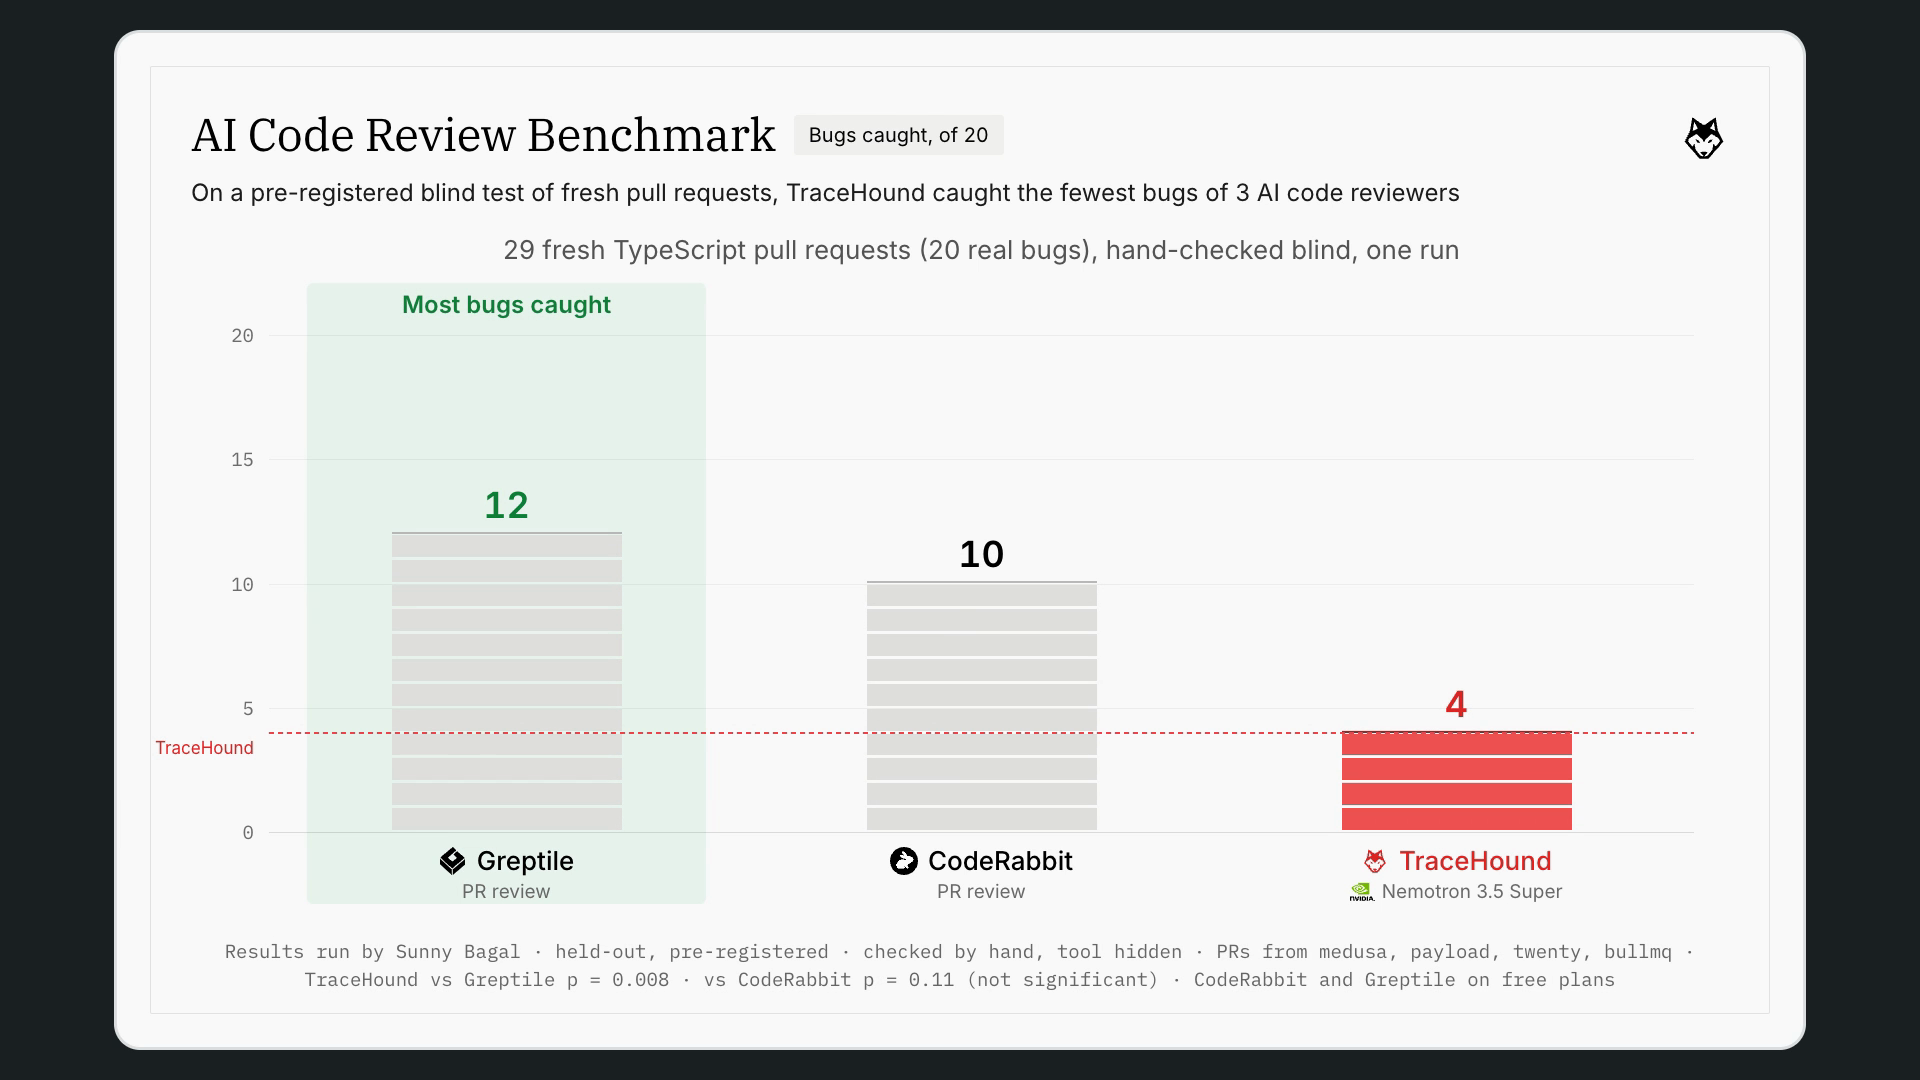 AI Code Review Benchmark
Bugs caught, of 20
On a pre-registered blind test of fresh pull requests, TraceHound caught the fewest bugs of 3 AI code reviewers
29 fresh TypeScript pull requests (20 real bugs), hand-checked blind, one run
Most bugs caught
20
15
12
10
10
4
5
TraceHound
0
Greptile
PR review
CodeRabbit
PR review
TraceHound
NVIDIA. Nemotron 3.5 Super
Results run by Sunny Bagal · held-out, pre-registered · checked by hand, tool hidden · PRs from medusa, payload, twenty, bullmq ·
TraceHound vs Greptile p = 0.008 · vs CodeRabbit p = 0.11 (not significant) · CodeRabbit and Greptile on free plans